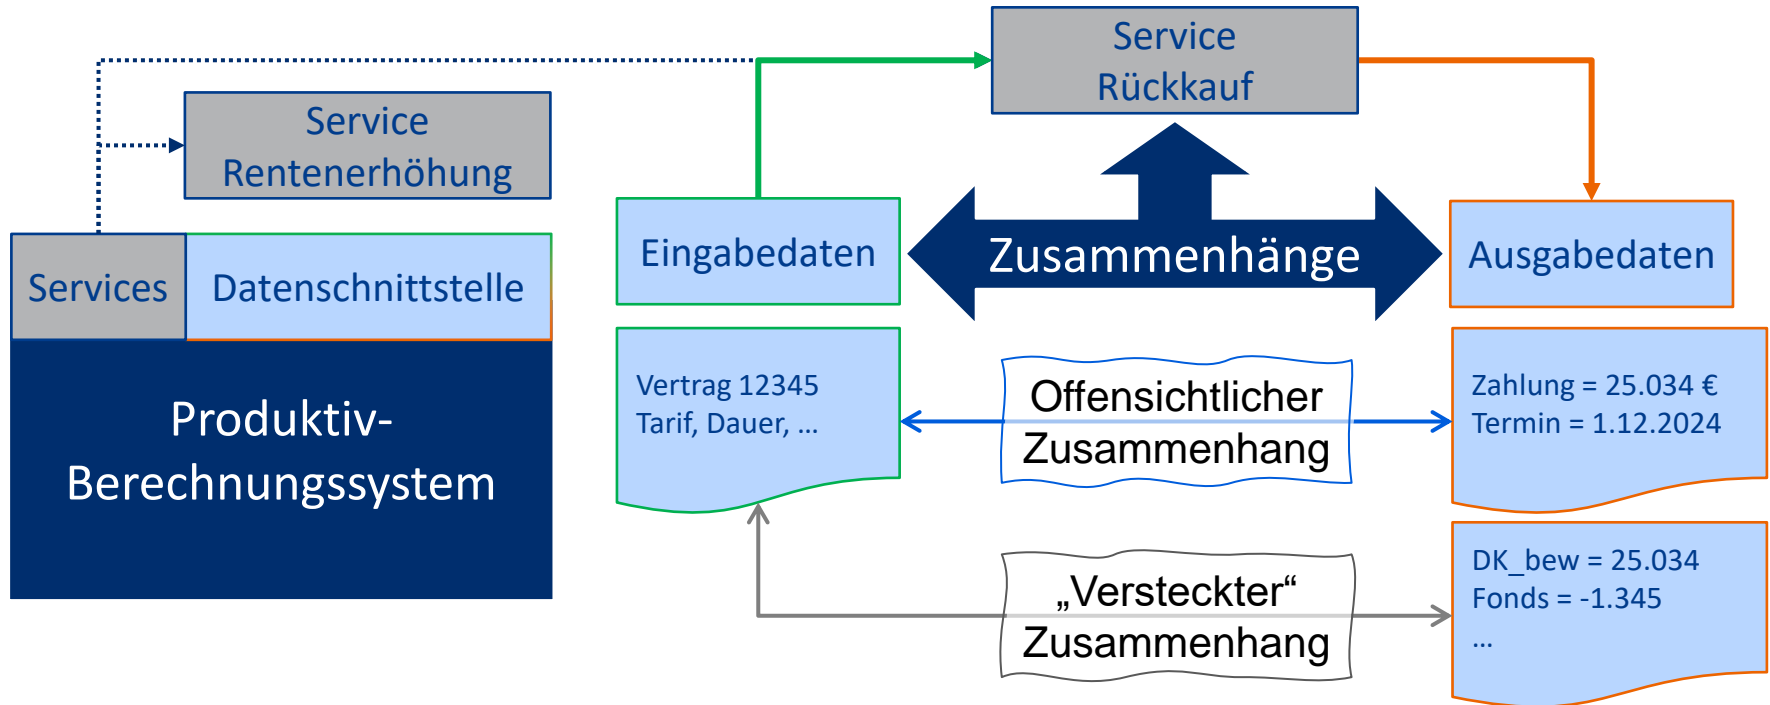 Service
Rückkauf
Service
Rentenerhöhung
Services
Datenschnittstelle
Produktiv-
Berechnungssystem
Eingabedaten
Zusammenhänge
Ausgabedaten
Vertrag 12345
Tarif, Dauer, ...
Offensichtlicher
Zusammenhang
Zahlung = 25.034 €
Termin = 1.12.2024
„Versteckter“
Zusammenhang
DK_bew = 25.034
Fonds = -1.345
...